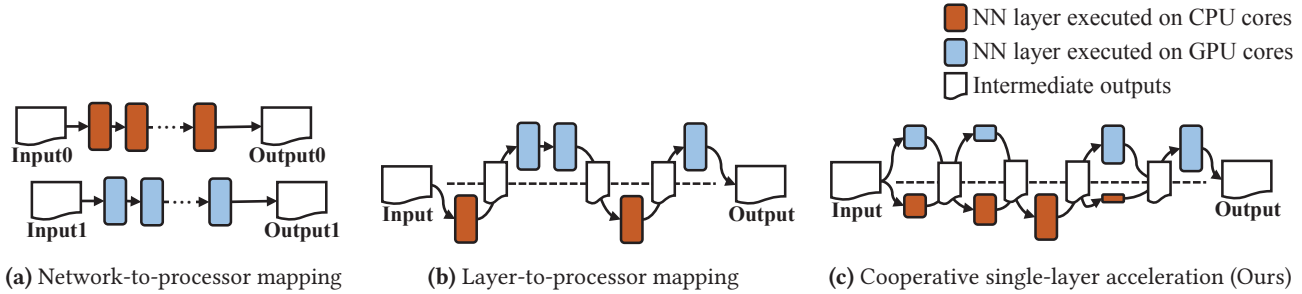 NN layer executed on CPU cores
NN layer executed on GPU cores
Intermediate outputs
Input0
Output0
Input1
Output1
(a) Network-to-processor mapping
Input
Output
(b) Layer-to-processor mapping
Input
Output
(c) Cooperative single-layer acceleration (Ours)